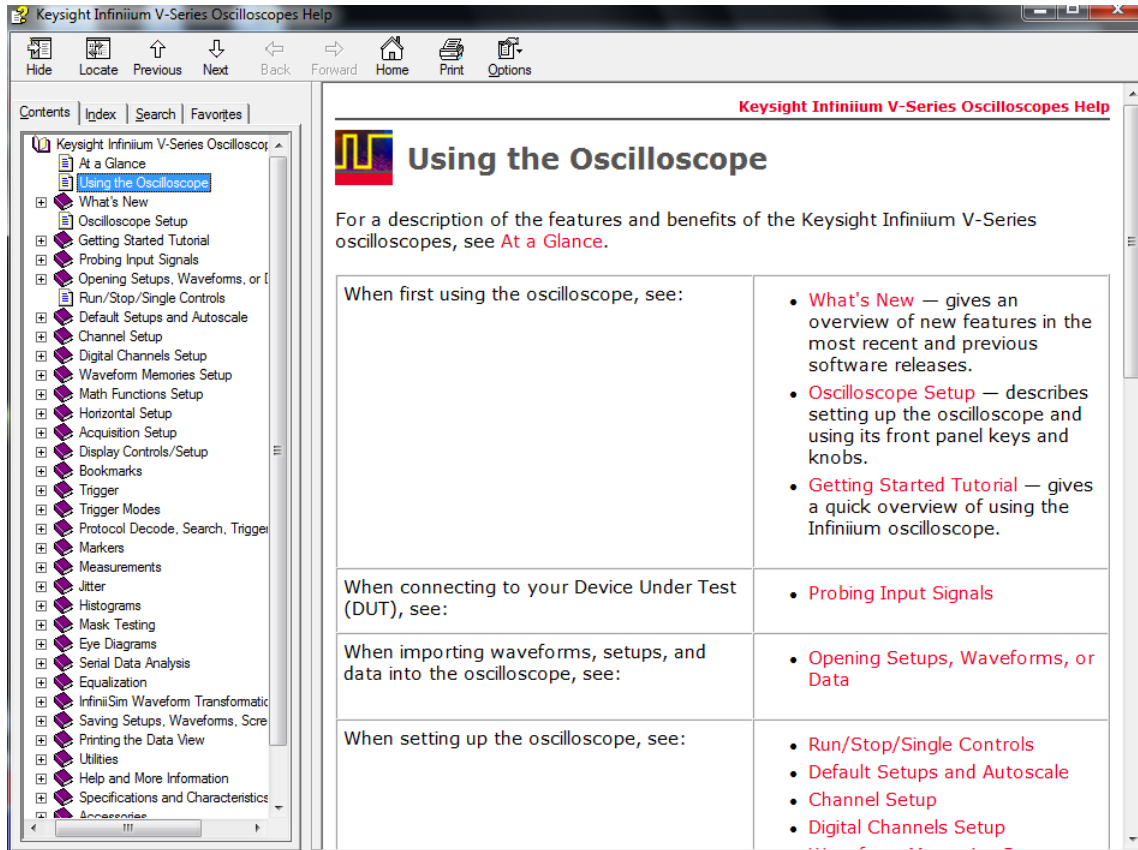 Keysight Infiniium V-Series Oscilloscopes Help
Hide Locate Previous Next Back Forward Home Print Options
Contents Index Search Favorites
Keysight Infiniium V-Series Oscilloscop
At a Glance
Using the Oscilloscope
What's New
Oscilloscope Setup
Getting Started Tutorial
Probing Input Signals
Opening Setups, Waveforms, or D
Run/Stop/Single Controls
Default Setups and Autoscale
Channel Setup
Digital Channels Setup
Waveform Memories Setup
Math Functions Setup
Horizontal Setup
Acquisition Setup
Display Controls/Setup
Bookmarks
Trigger
Trigger Modes
Protocol Decode, Search, Trigger
Markers
Measurements
Jitter
Histograms
Mask Testing
Eye Diagrams
Serial Data Analysis
Equalization
InfiniiSim Waveform Transformatic
Saving Setups, Waveforms, Scre
Printing the Data View
Utilities
Help and More Information
Specifications and Characteristics
Accessories
Keysight Infiniium V-Series Oscilloscopes Help
Using the Oscilloscope
For a description of the features and benefits of the Keysight Infiniium V-Series
oscilloscopes, see At a Glance.
When first using the oscilloscope, see:
• What's New — gives an
overview of new features in the
most recent and previous
software releases.
• Oscilloscope Setup — describes
setting up the oscilloscope and
using its front panel keys and
knobs.
• Getting Started Tutorial — gives
a quick overview of using the
Infiniium oscilloscope.
When connecting to your Device Under Test
(DUT), see:
• Probing Input Signals
When importing waveforms, setups, and
data into the oscilloscope, see:
• Opening Setups, Waveforms, or
Data
When setting up the oscilloscope, see:
• Run/Stop/Single Controls
• Default Setups and Autoscale
• Channel Setup
• Digital Channels Setup